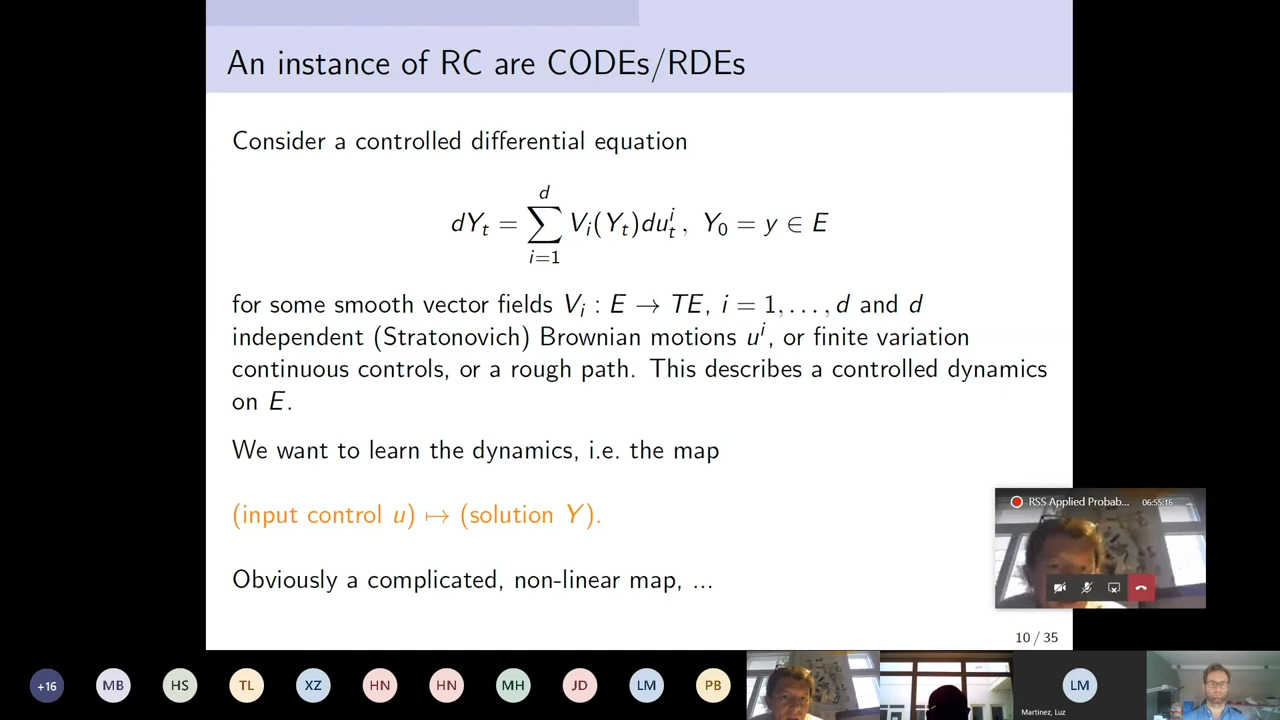 An instance of RC are CODEs/RDEs
Consider a controlled differential equation
dY_t = \sum_{i=1}^{d} V_i(Y_t)du_t^i, Y_0 = y ∈ E
for some smooth vector fields V_i : E → TE, i = 1, . . . , d and d
independent (Stratonovich) Brownian motions u^i, or finite variation
continuous controls, or a rough path. This describes a controlled dynamics
on E.
We want to learn the dynamics, i.e. the map
(input control u) ↦ (solution Y).
Obviously a complicated, non-linear map, ...
RSS Applied Probab... 06:55:16
10 / 35
+16 MB HS TL XZ HN HN MH JD LM PB LM
Martinez, Luz